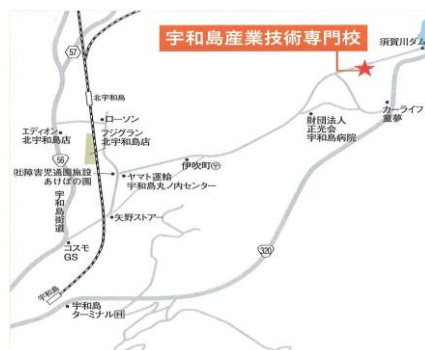 宇和島産業技術専門校
須賀川ダム
57
北宇和島
ローソン
エディオン
北宇和島店
フジグラン
北宇和島店
56
㈳障害児通園施設
あけぼの園
宇和島街道
ヤマト運輸
宇和島丸ノ内センター
伊吹町〒
財団法人
正光会
宇和島病院
カーライフ
童夢
矢野ストアー
コスモ
GS
320
宇和島
宇和島
ターミナル〔H〕